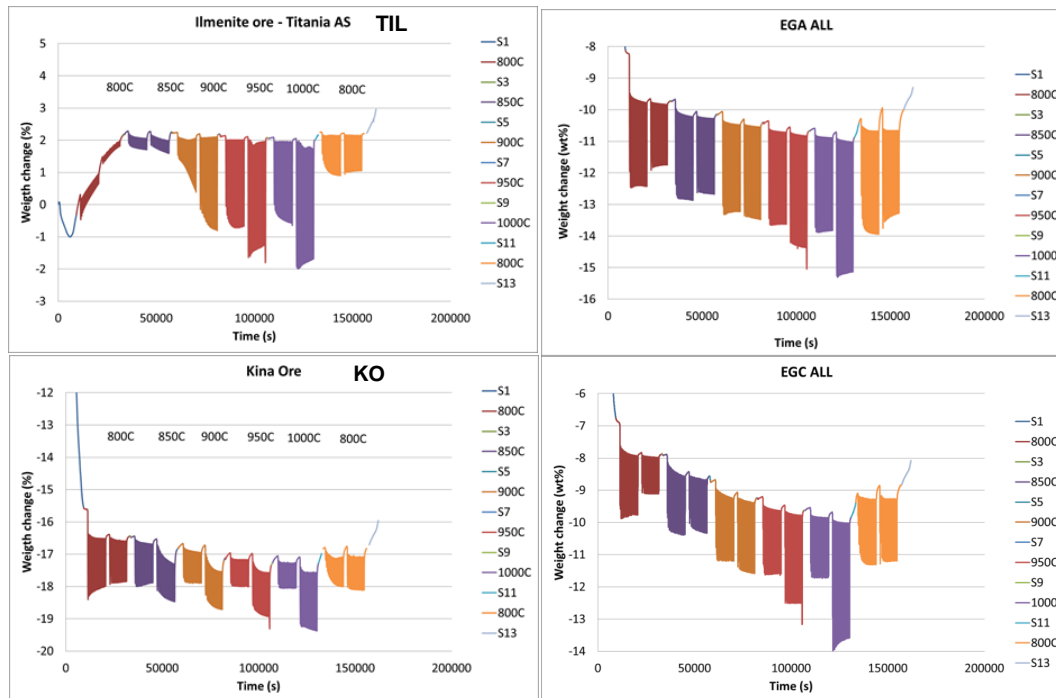 Ilmenite ore - Titania AS TIL
Weigth change (%)
5
4
3
2
1
0
-1
-2
-3
800C 850C 900C 950C 1000C 800C
0 50000 100000 150000 200000
Time (s)
S1
800C
S3
850C
S5
900C
S7
950C
S9
1000C
S11
800C
S13
EGA ALL
Weight change (wt%)
-8
-10
-11
-12
-13
-14
-15
-16
0 50000 100000 150000 200000
Time (s)
S1
800C
S3
850C
S5
900C
S7
950C
S9
1000
S11
800C
S13
Kina Ore KO
Weigth change (%)
-12
-14
-16
-17
-18
-19
-20
800C 850C 900C 950C 1000C 800C
0 50000 100000 150000 200000
Time (s)
S1
800C
S3
850C
S5
900C
S7
950C
S9
1000C
S11
800C
S13
EGC ALL
Weight change (wt%)
-6
-7
-8
-9
-10
-11
-12
-13
-14
0 50000 100000 150000 200000
Time (s)
S1
800C
S3
850C
S5
900C
S7
950C
S9
1000
S11
800C
S13